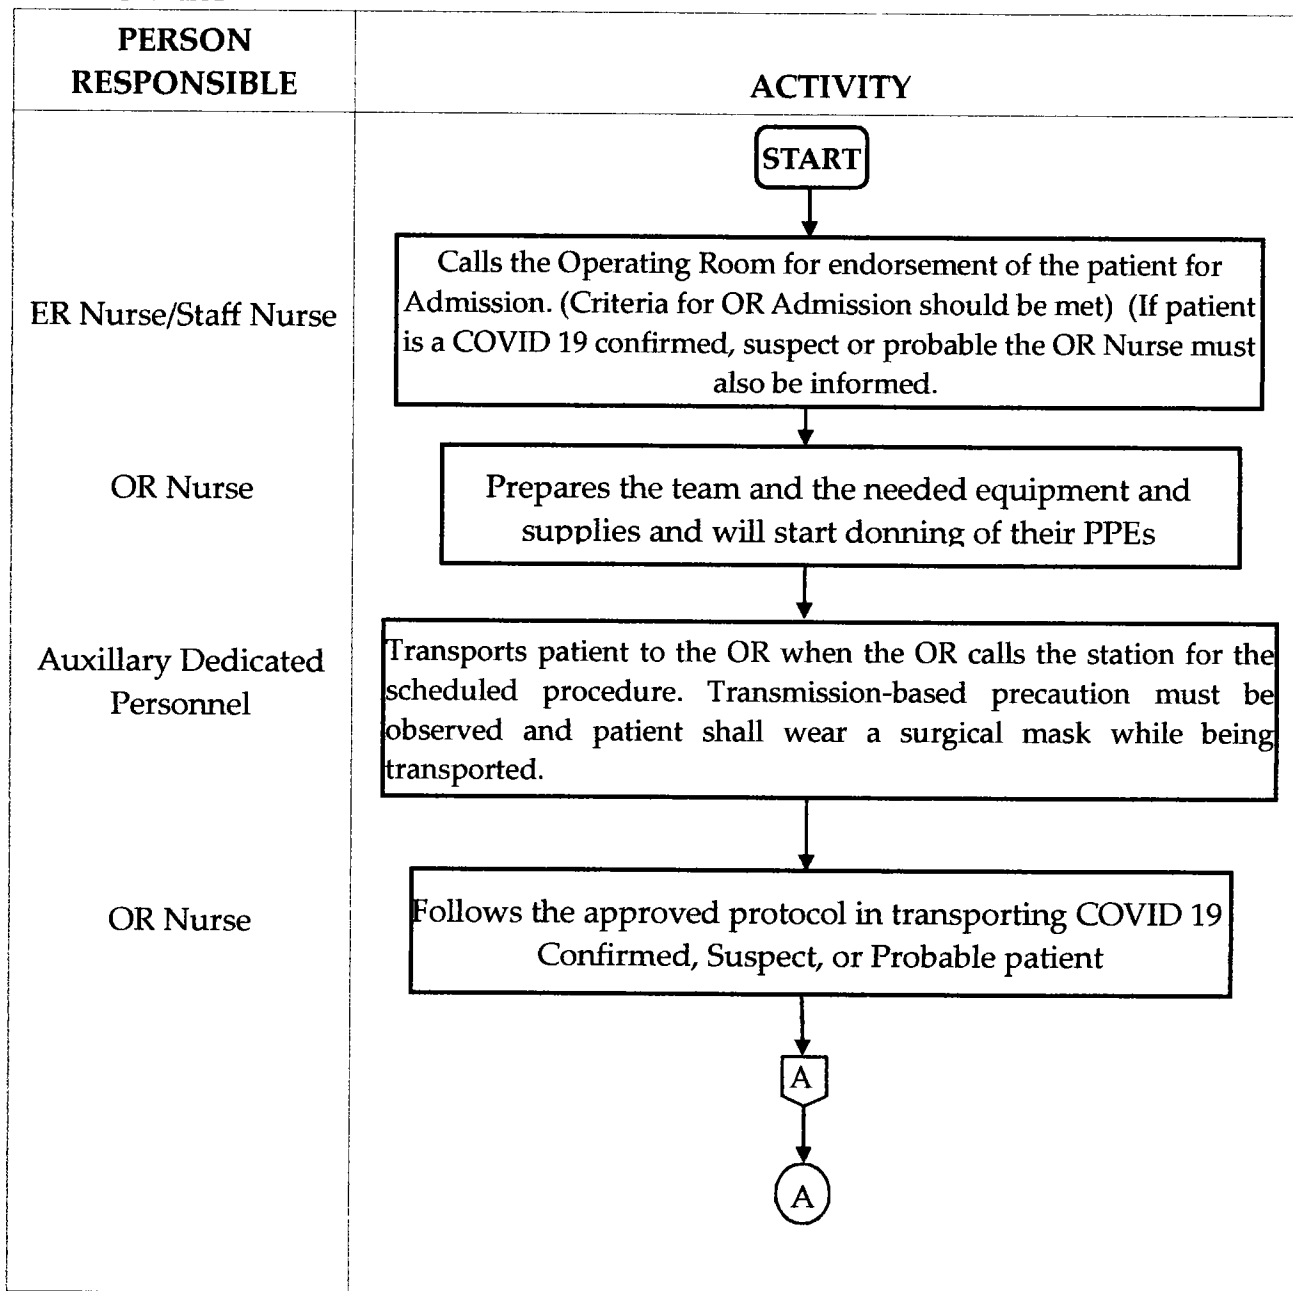 PERSON
RESPONSIBLE
ACTIVITY
START
ER Nurse/Staff Nurse
Calls the Operating Room for endorsement of the patient for
Admission. (Criteria for OR Admission should be met) (If patient
is a COVID 19 confirmed, suspect or probable the OR Nurse must
also be informed.
OR Nurse
Prepares the team and the needed equipment and
supplies and will start donning of their PPEs
Auxillary Dedicated
Personnel
Transports patient to the OR when the OR calls the station for the
scheduled procedure. Transmission-based precaution must be
observed and patient shall wear a surgical mask while being
transported.
OR Nurse
Follows the approved protocol in transporting COVID 19
Confirmed, Suspect, or Probable patient
A
A